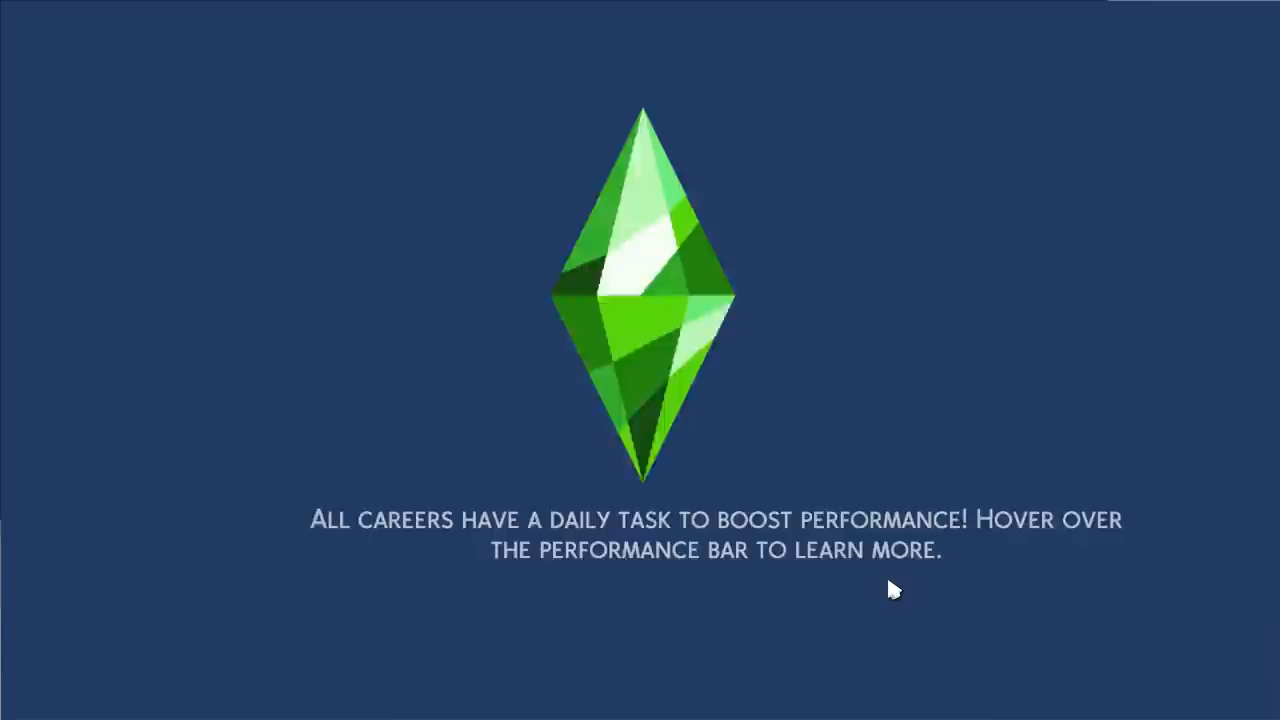 All careers have a daily task to boost performance! Hover over
the performance bar to learn more.